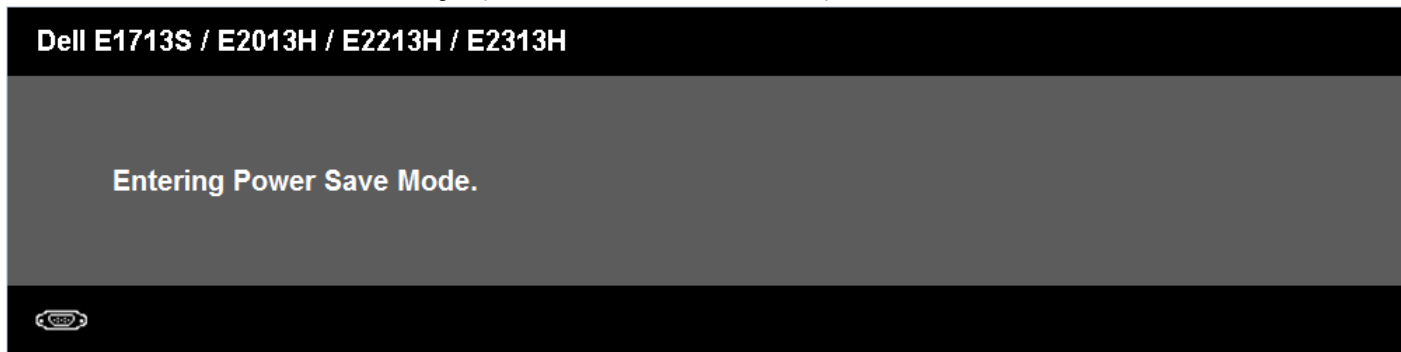 Dell E1713S / E2013H / E2213H / E2313H
Entering Power Save Mode.